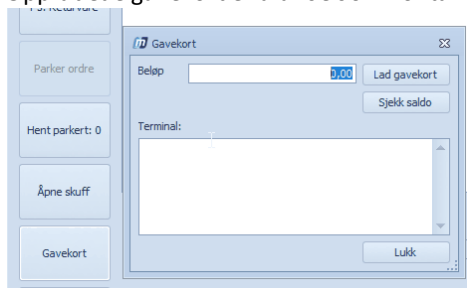 Gavekort
Parker ordre
Beløp
0,00
Lad gavekort
Sjekk saldo
Hent parkert: 0
Terminal:
Åpne skuff
Gavekort
Lukk